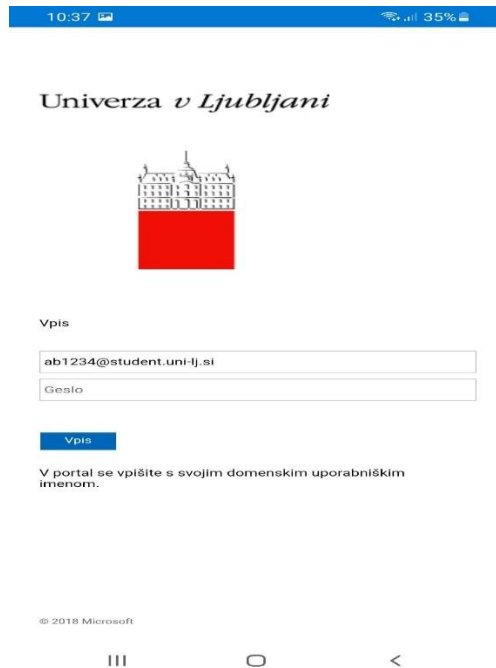 10:37 35%
Univerza v Ljubljani
Vpis
ab1234@student.uni-lj.si
Geslo
Vpis
V portal se vpišite s svojim domenskim uporabniškim
imenom.
© 2018 Microsoft